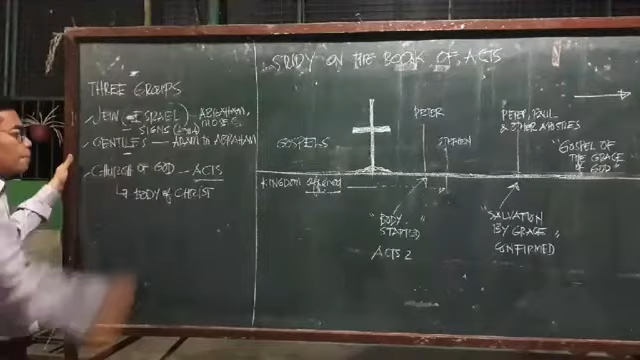 STUDY ON THE BOOK OF ACTS
THREE GROUPS
JEW (ISRAEL) ABRAHAM,
SIGNS
GENTILES — ADAM TO ABRAHAM
CHURCH OF GOD -- ACTS
BODY OF CHRIST
GOSPELS
PETER
STEPHEN
PETER, PAUL
& OTHER APOSTLES
"GOSPEL OF
THE GRACE
OF GOD"
KINGDOM OFFERED
"BODY
STARTED"
ACTS 2
"SALVATION
BY GRACE"
CONFIRMED